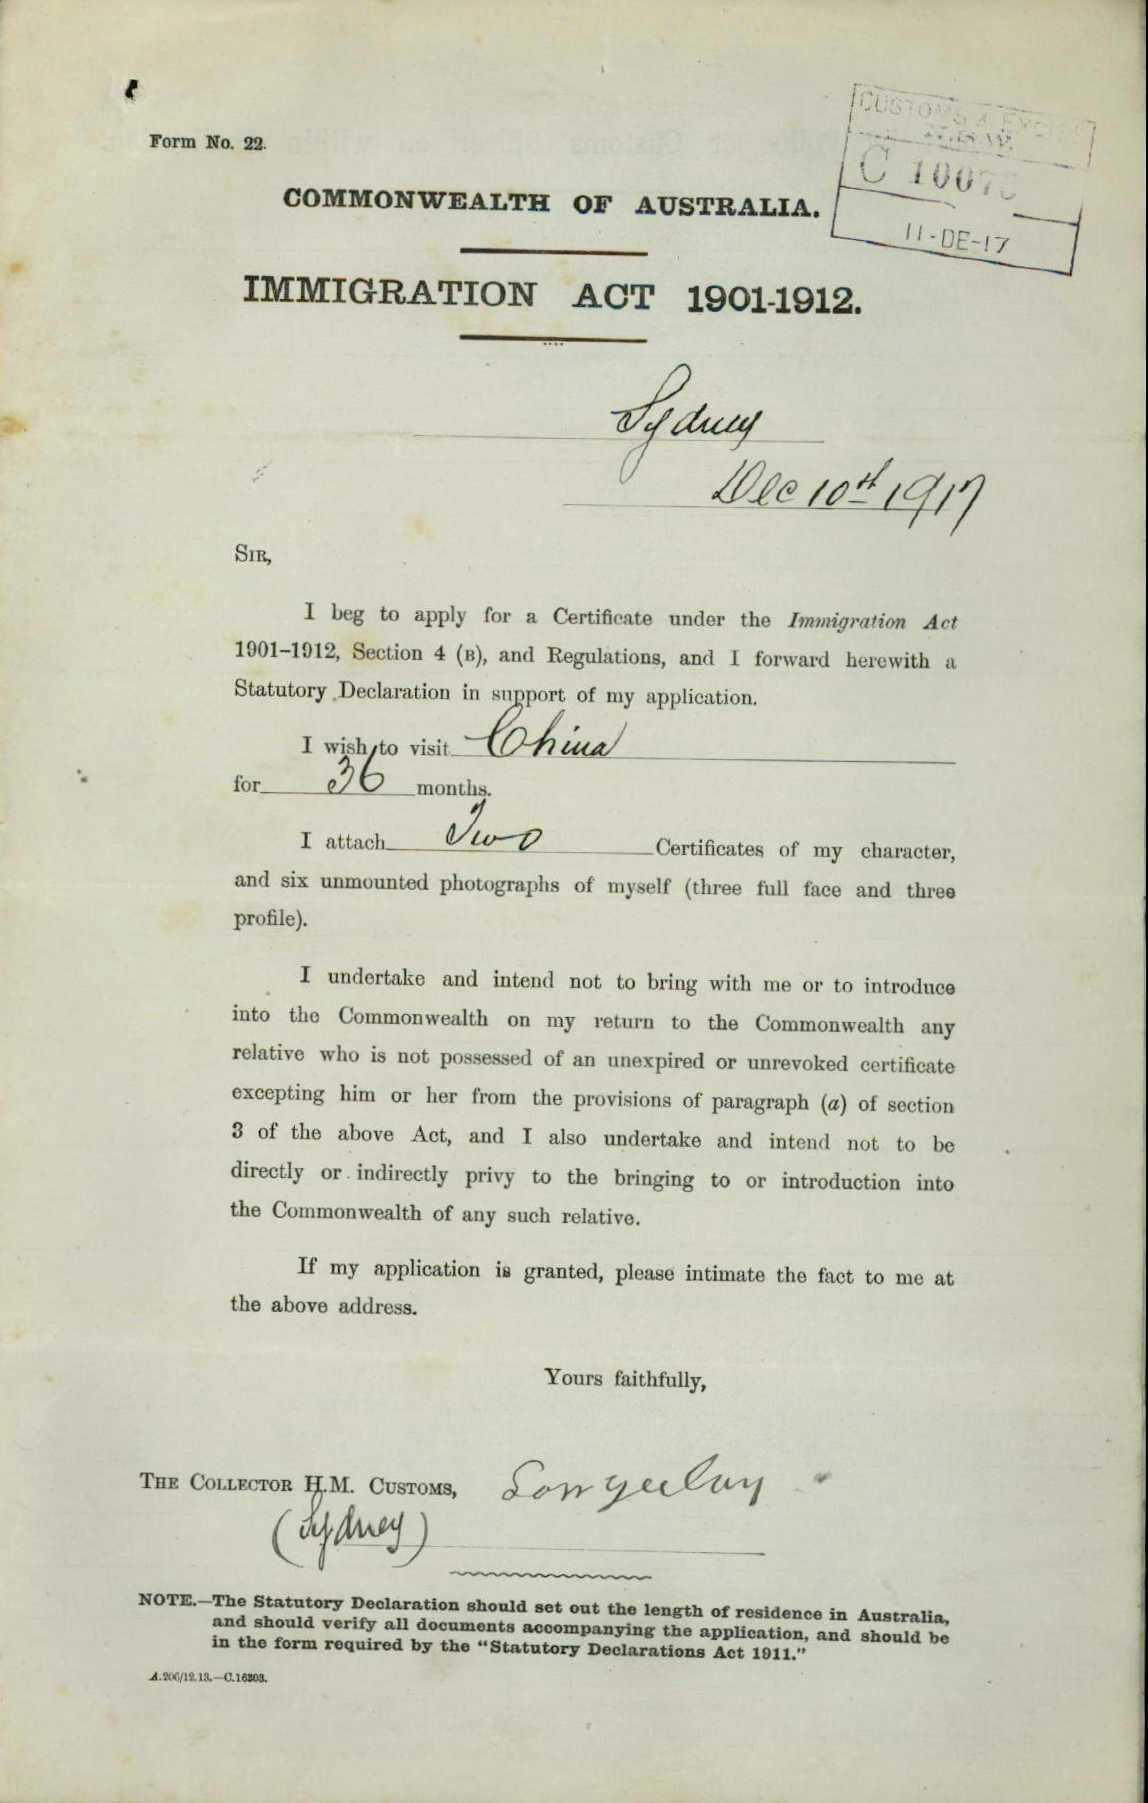 Form No. 22.
CUSTOMS & EXCISE
N.S.W.
C 1007
11-DE-17
COMMONWEALTH OF AUSTRALIA.
IMMIGRATION ACT 1901-1912.
Sydney
Dec 10th 1917
SIR,
I beg to apply for a Certificate under the Immigration Act
1901–1912, Section 4 (B), and Regulations, and I forward herewith a
Statutory Declaration in support of my application.
I wish to visit China
for 36 months.
I attach Two Certificates of my character,
and six unmounted photographs of myself (three full face and three
profile).
I undertake and intend not to bring with me or to introduce
into the Commonwealth on my return to the Commonwealth any
relative who is not possessed of an unexpired or unrevoked certificate
excepting him or her from the provisions of paragraph (a) of section
3 of the above Act, and I also undertake and intend not to be
directly or indirectly privy to the bringing to or introduction into
the Commonwealth of any such relative.
If my application is granted, please intimate the fact to me at
the above address.
Yours faithfully,
THE COLLECTOR H.M. CUSTOMS,
(Sydney)
NOTE.—The Statutory Declaration should set out the length of residence in Australia,
and should verify all documents accompanying the application, and should be
in the form required by the “Statutory Declarations Act 1911.”
A.206/12.13.—C.16303.